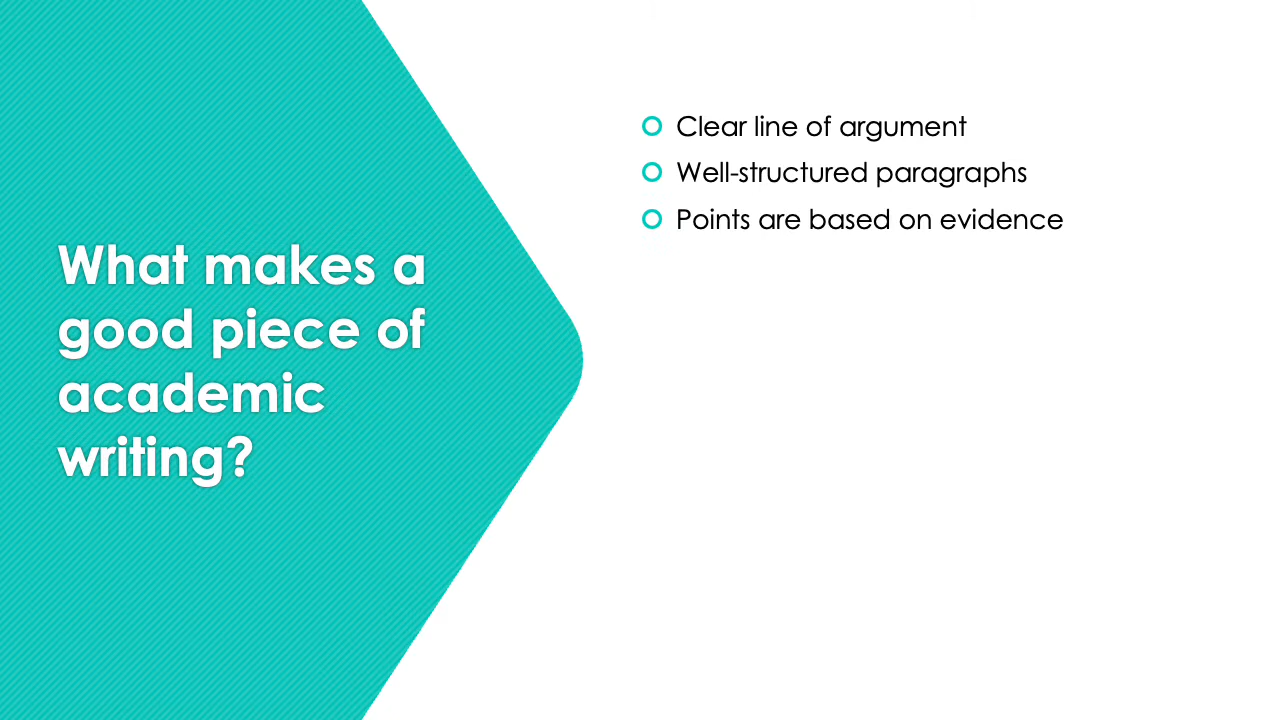 What makes a
good piece of
academic
writing?
Clear line of argument
Well-structured paragraphs
Points are based on evidence